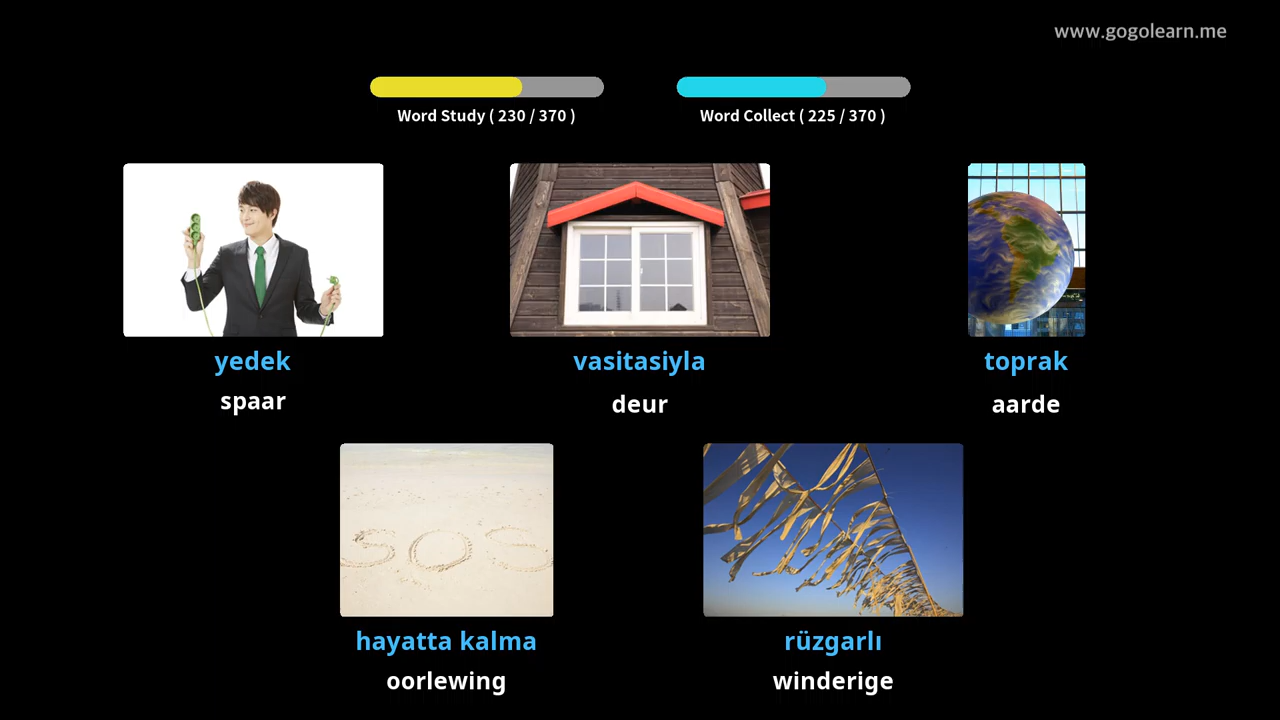 www.gogolearn.me
Word Study ( 230 / 370 )
Word Collect ( 225 / 370 )
yedek
spaar
vasitasiyla
deur
toprak
aarde
SOS
hayatta kalma
oorlewing
rüzgarlı
winderige